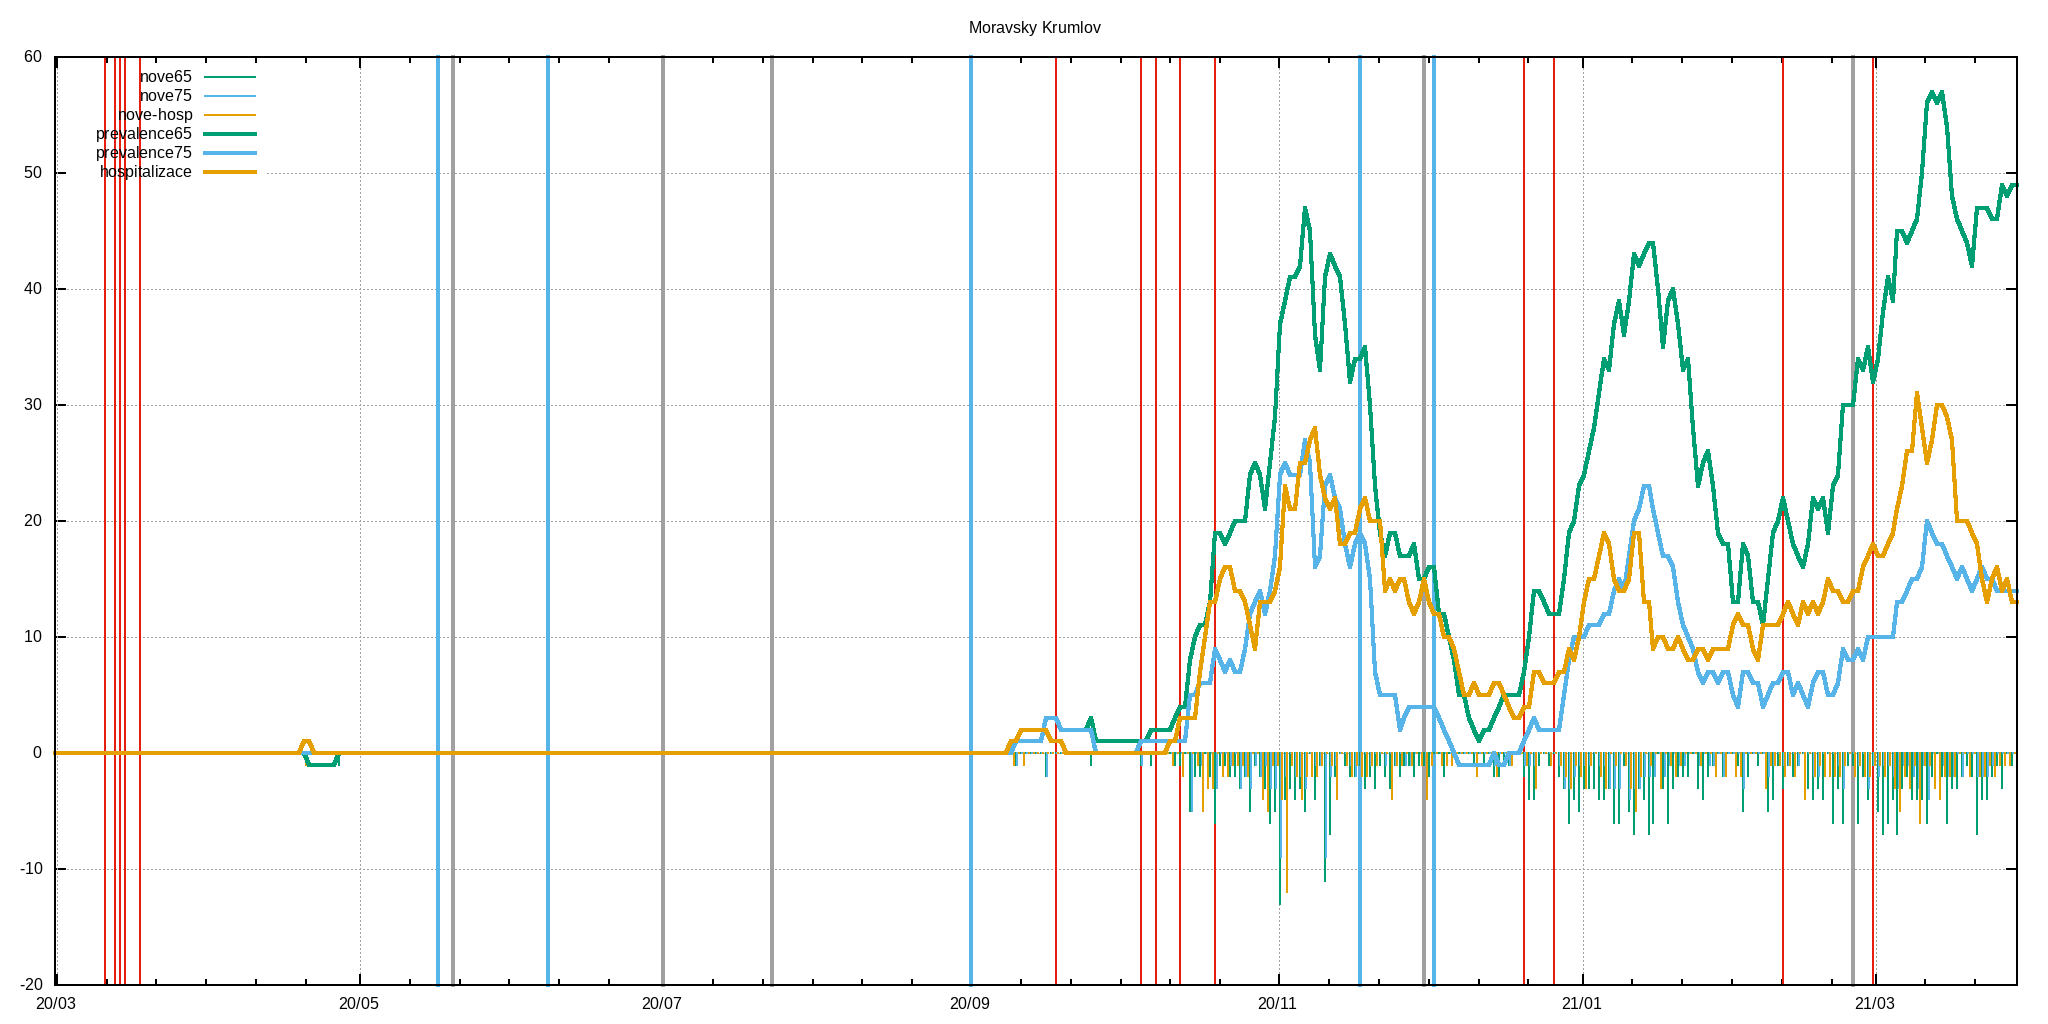 Moravsky Krumlov
60
50
40
30
20
10
0
-10
-20
nove65
nove75
nove-hosp
prevalence65
prevalence75
hospitalizace
20/03 20/05 20/07 20/09 20/11 21/01 21/03